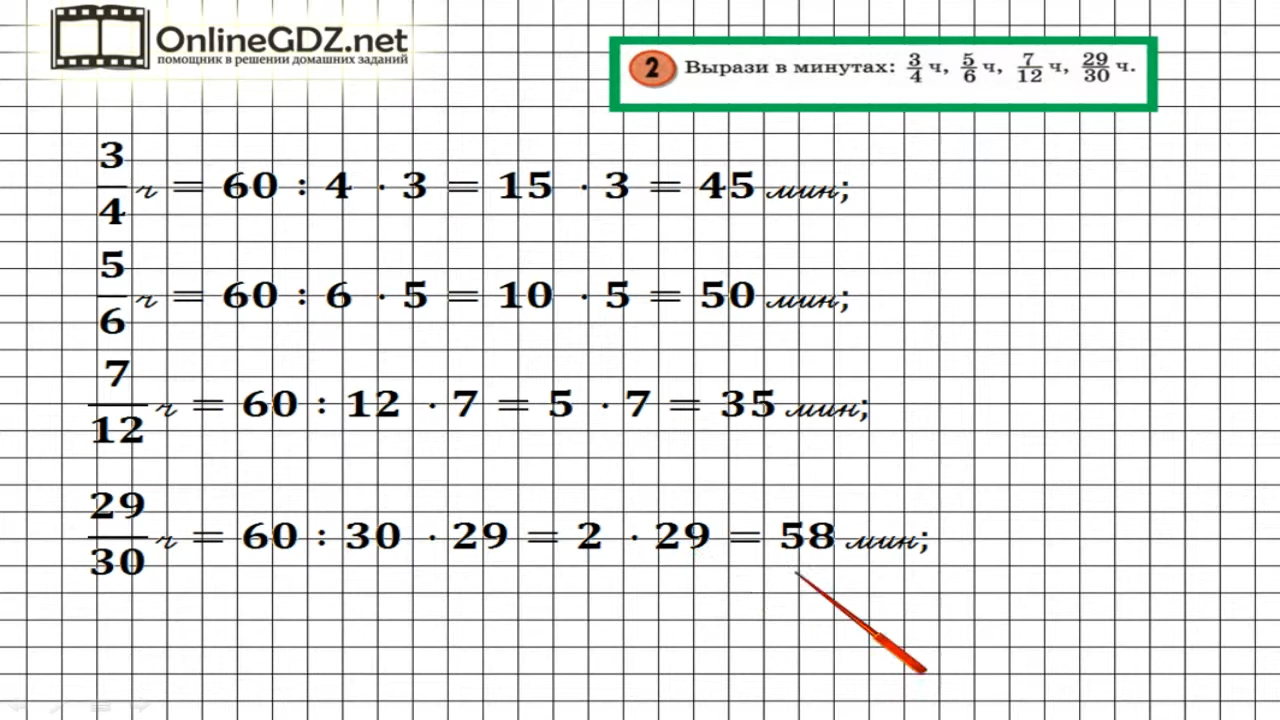 OnlineGDZ.net
помощник в решении домашних заданий
2 Вырази в минутах: 3/4 ч, 5/6 ч, 7/12 ч, 29/30 ч.
3/4 ч = 60 : 4 · 3 = 15 · 3 = 45 мин;
5/6 ч = 60 : 6 · 5 = 10 · 5 = 50 мин;
7/12 ч = 60 : 12 · 7 = 5 · 7 = 35 мин;
29/30 ч = 60 : 30 · 29 = 2 · 29 = 58 мин;